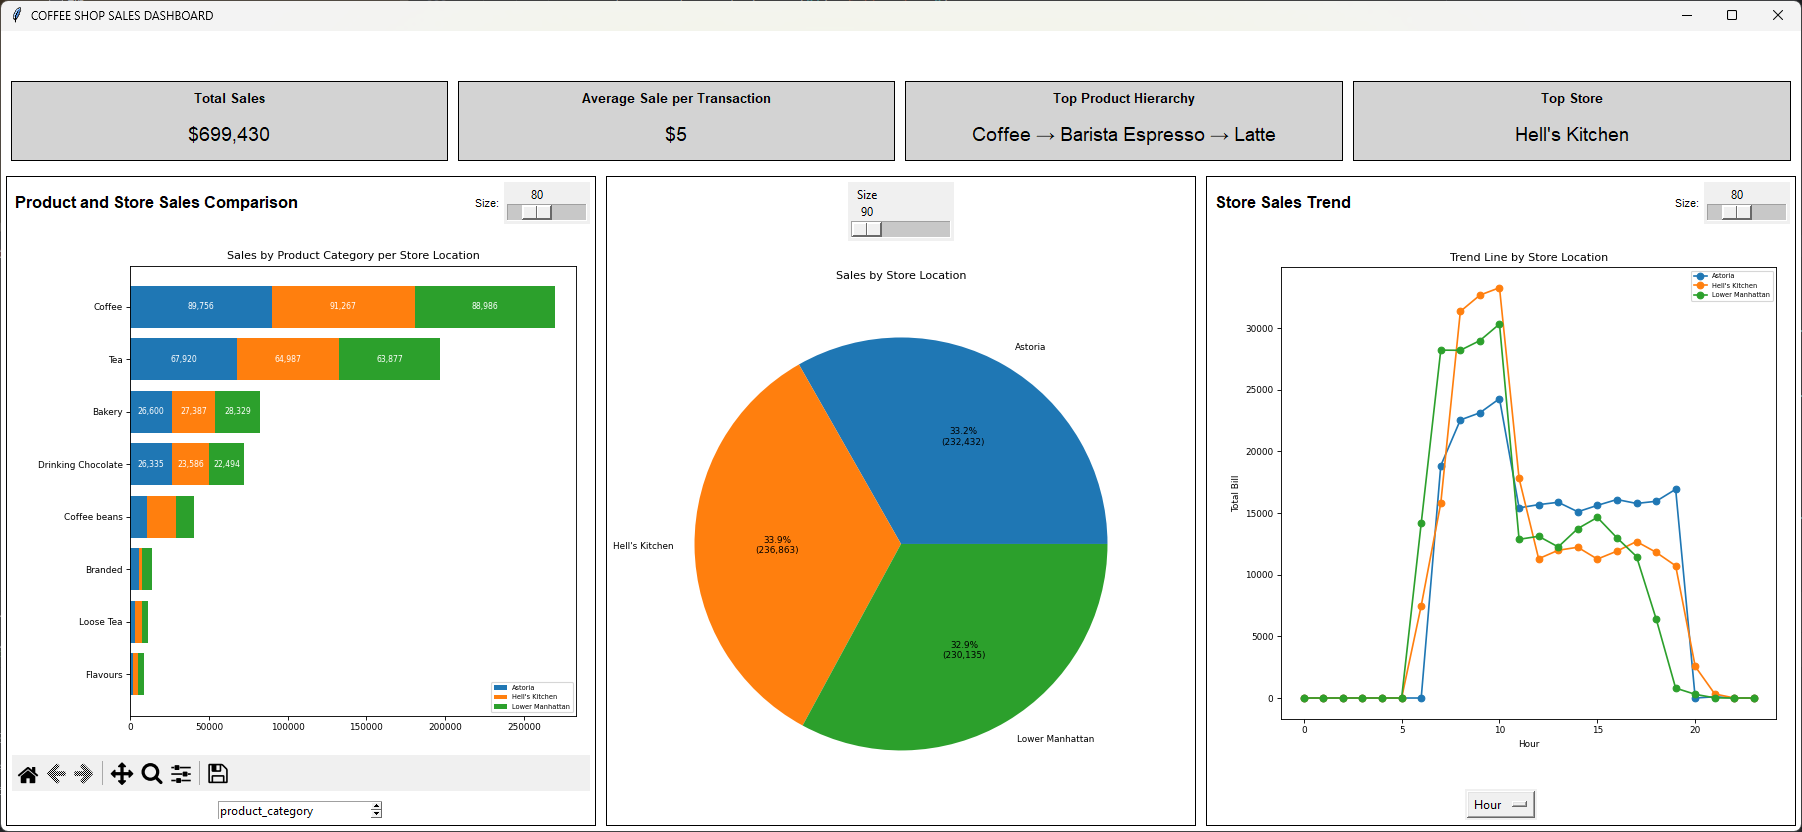 COFFEE SHOP SALES DASHBOARD
Total Sales
$699,430
Average Sale per Transaction
$5
Top Product Hierarchy
Coffee → Barista Espresso → Latte
Top Store
Hell's Kitchen
Product and Store Sales Comparison
Size:
80
Sales by Product Category per Store Location
Coffee
89,756
91,267
88,986
Tea
67,920
64,987
63,877
Bakery
26,600
27,387
28,329
Drinking Chocolate
26,335
23,586
22,494
Coffee beans
Branded
Loose Tea
Flavours
Astoria
Hell's Kitchen
Lower Manhattan
0
50000
100000
150000
200000
250000
product_category
Size
90
Sales by Store Location
Astoria
33.2%
(232,432)
Hell's Kitchen
33.9%
(236,863)
32.9%
(230,135)
Lower Manhattan
Store Sales Trend
Size:
80
Trend Line by Store Location
Astoria
Hell's Kitchen
Lower Manhattan
Total Bill
30000
25000
20000
15000
10000
5000
0
0
5
10
15
20
Hour
Hour